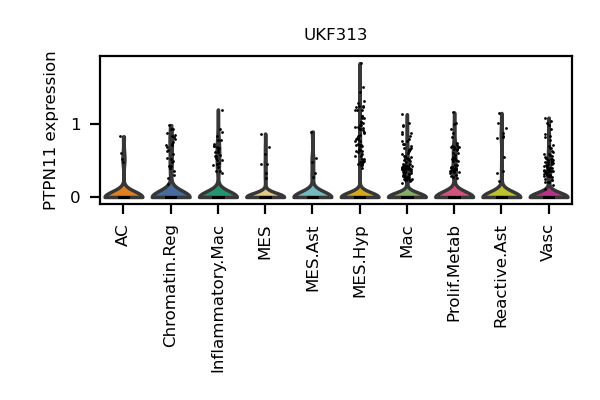 UKF313
PTPN11 expression
1
0
AC
Chromatin.Reg
Inflammatory.Mac
MES
MES.Ast
MES.Hyp
Mac
Prolif.Metab
Reactive.Ast
Vasc